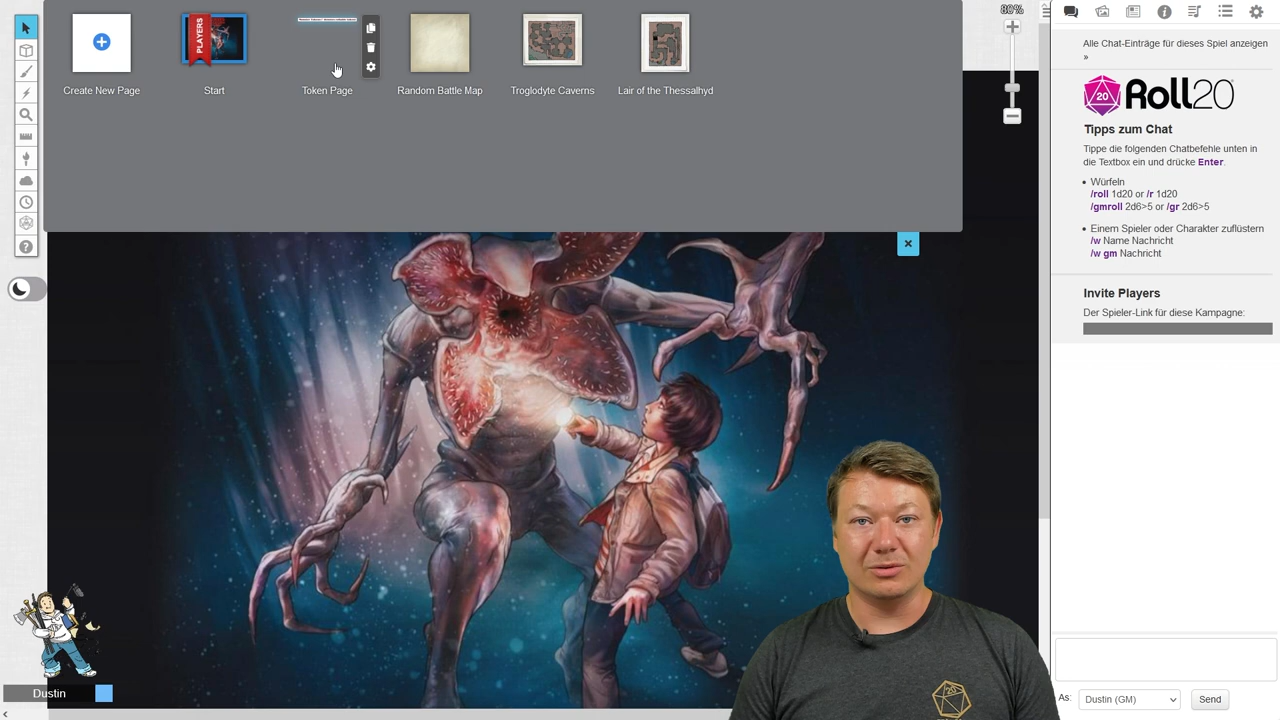 PLAYERS
Create New Page
Start
Token Page
Random Battle Map
Troglodyte Caverns
Lair of the Thessalhyd
80%
Alle Chat-Einträge für dieses Spiel anzeigen
»
20
Roll20
Tipps zum Chat
Tippe die folgenden Chatbefehle unten in
die Textbox ein und drücke Enter.
• Würfeln
/roll 1d20 or /r 1d20
/gmroll 2d6>5 or /gr 2d6>5
• Einem Spieler oder Charakter zuflüstern
/w Name Nachricht
/w gm Nachricht
Invite Players
Der Spieler-Link für diese Kampagne:
Dustin
As:
Dustin (GM)
Send
20